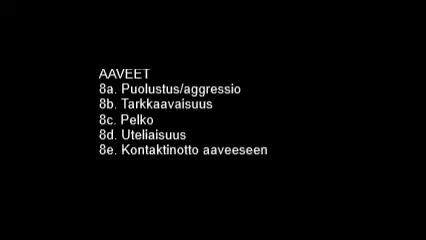 AAVEET
8a. Puolustus/aggressio
8b. Tarkkaavaisuus
8c. Pelko
8d. Uteliaisuus
8e. Kontaktinotto aaveeseen